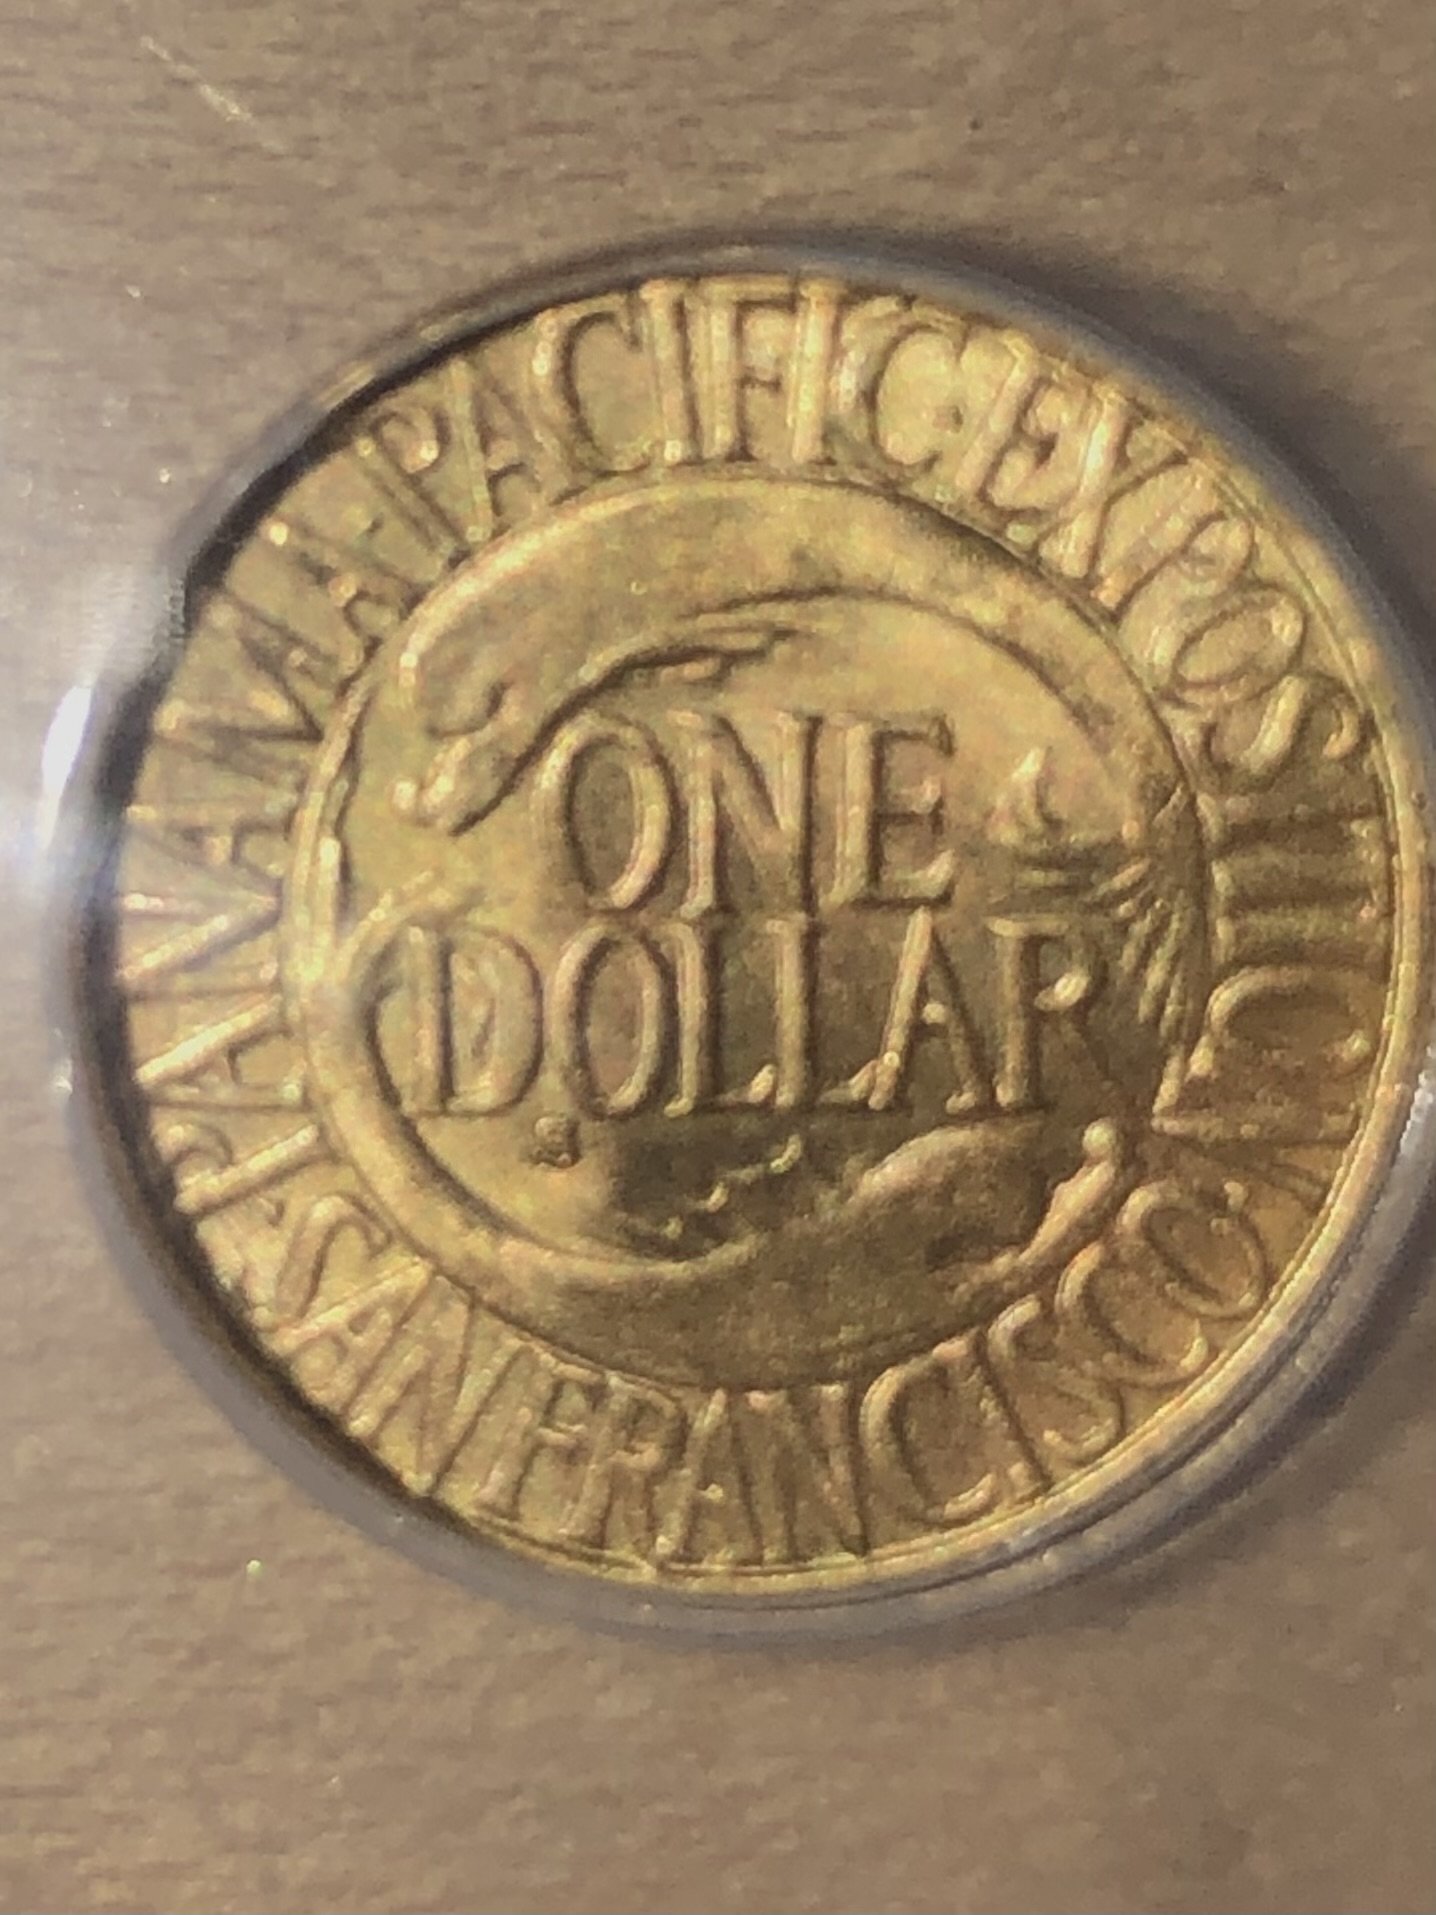 PANAMA-PACIFIC·EXPOSITION
ONE
DOLLAR
S
SAN FRANCISCO